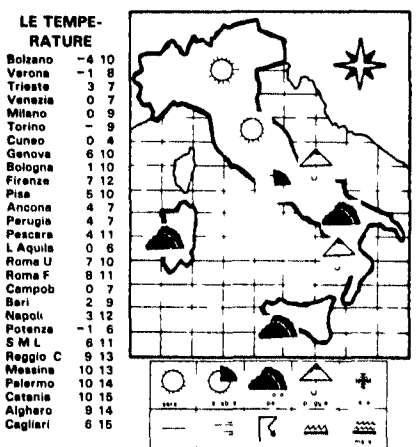 LE TEMPE-
RATURE
Bolzano -4 10
Verona -1 8
Trieste 3 7
Venezia 0 7
Milano 0 9
Torino - 9
Cuneo 0 4
Genova 6 10
Bologna 1 10
Firenze 7 12
Pisa 5 10
Ancona 4 7
Perugia 4 7
Pescara 4 11
L Aquila 0 6
Roma U 7 10
Roma F 8 11
Campob 0 7
Bari 2 9
Napoli 3 12
Potenza -1 6
S M L 6 11
Reggio C 9 13
Messina 10 13
Palermo 10 14
Catania 10 15
Alghero 9 14
Cagliari 6 15